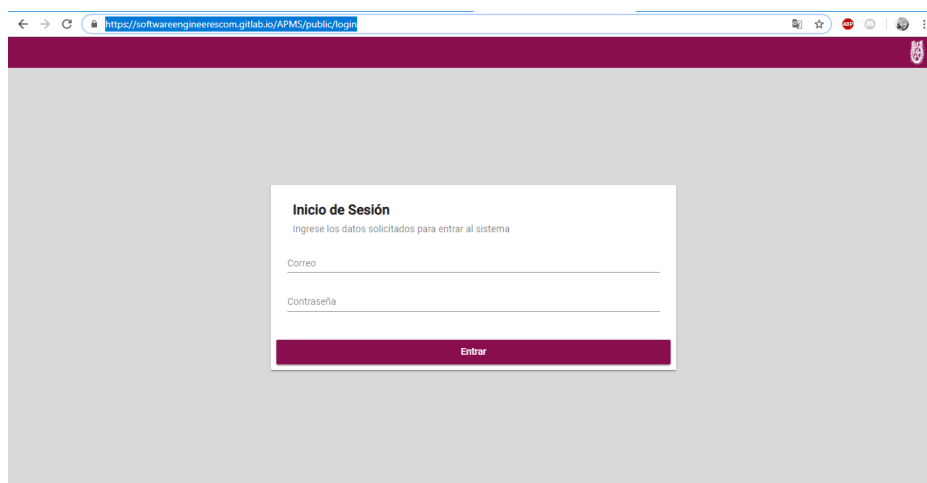 https://softwareengineerescom.gitlab.io/APMS/public/login
ABP
Inicio de Sesión
Ingrese los datos solicitados para entrar al sistema
Correo
Contraseña
Entrar